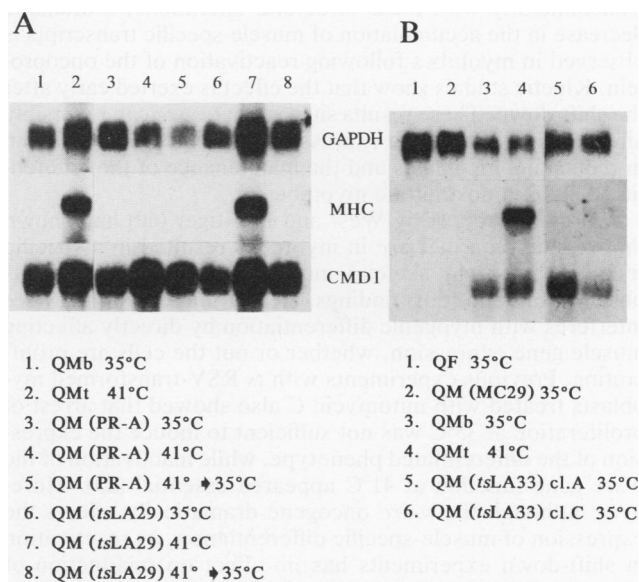 A
B
1 2 3 4 5 6 7 8
1 2 3 4 5 6
GAPDH
MHC
CMD1
1. QMb 35°C
2. QMt 41°C
3. QM (PR-A) 35°C
4. QM (PR-A) 41°C
5. QM (PR-A) 41° ➔ 35°C
6. QM (tsLA29) 35°C
7. QM (tsLA29) 41°C
8. QM (tsLA29) 41° ➔ 35°C
1. QF 35°C
2. QM (MC29) 35°C
3. QMb 35°C
4. QMt 41°C
5. QM (tsLA33) cl.A 35°C
6. QM (tsLA33) cl.C 35°C